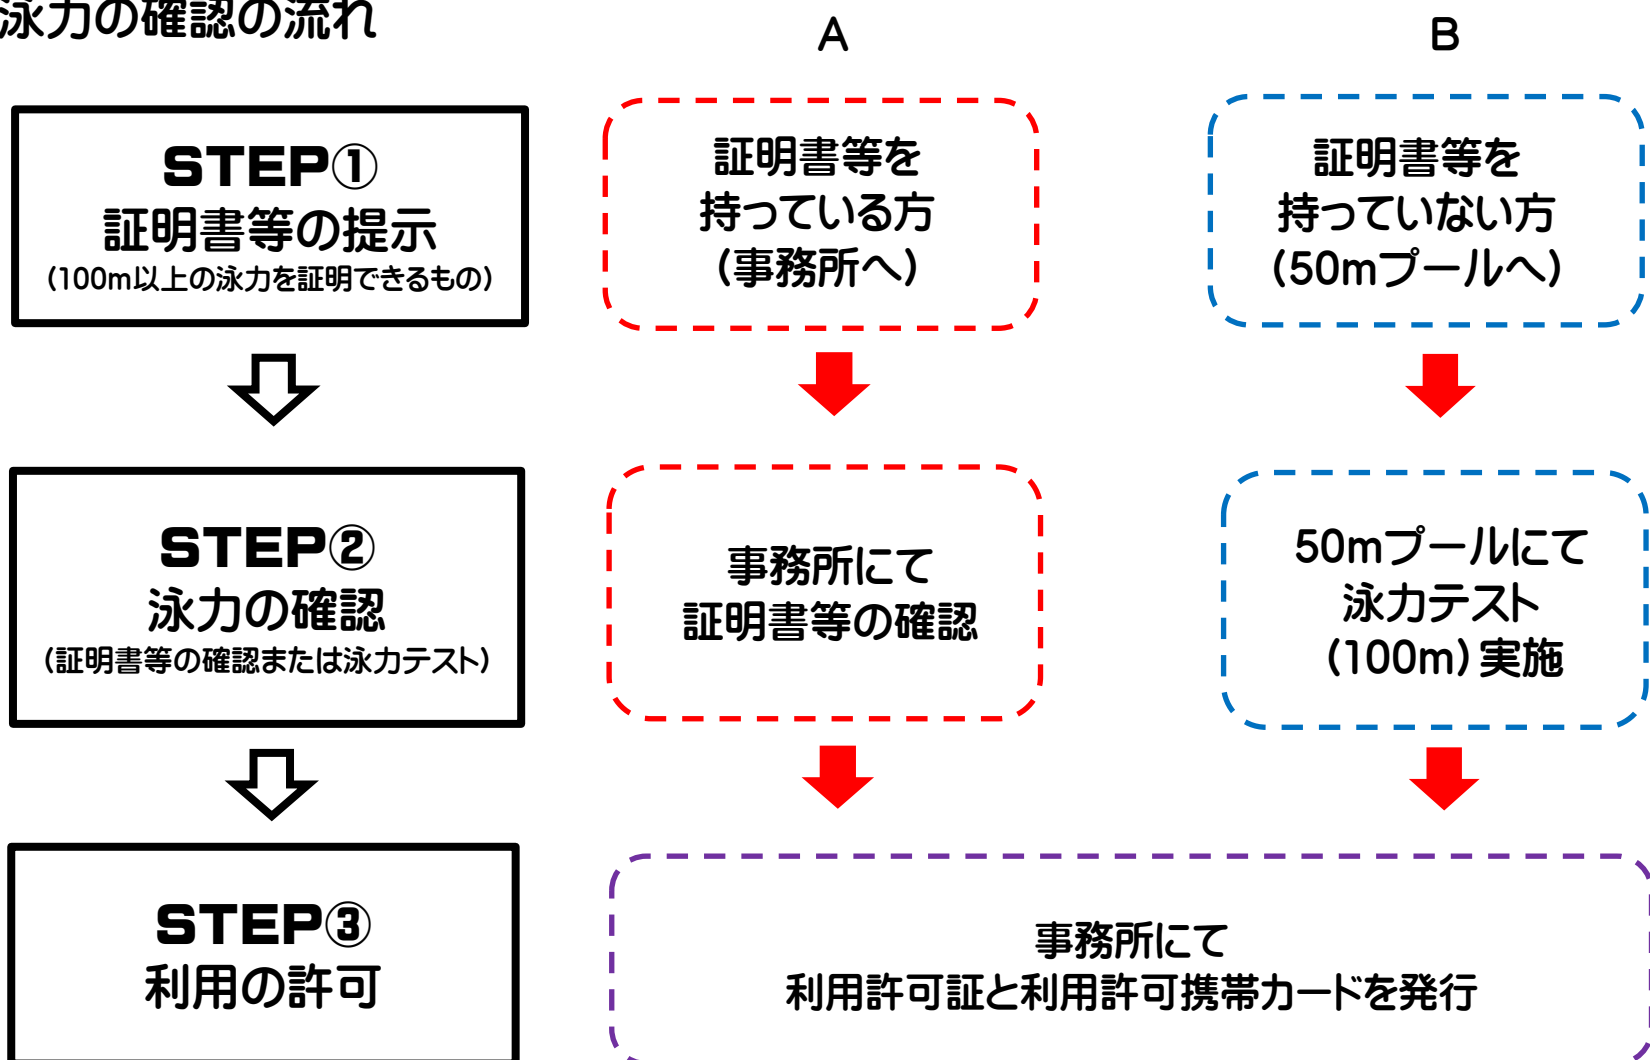 泳力の確認の流れ
A
B
STEP①
証明書等の提示
(100m以上の泳力を証明できるもの)
証明書等を
持っている方
(事務所へ)
証明書等を
持っていない方
(50mプールへ)
STEP②
泳力の確認
(証明書等の確認または泳力テスト)
事務所にて
証明書等の確認
50mプールにて
泳力テスト
(100m)実施
STEP③
利用の許可
事務所にて
利用許可証と利用許可携帯カードを発行